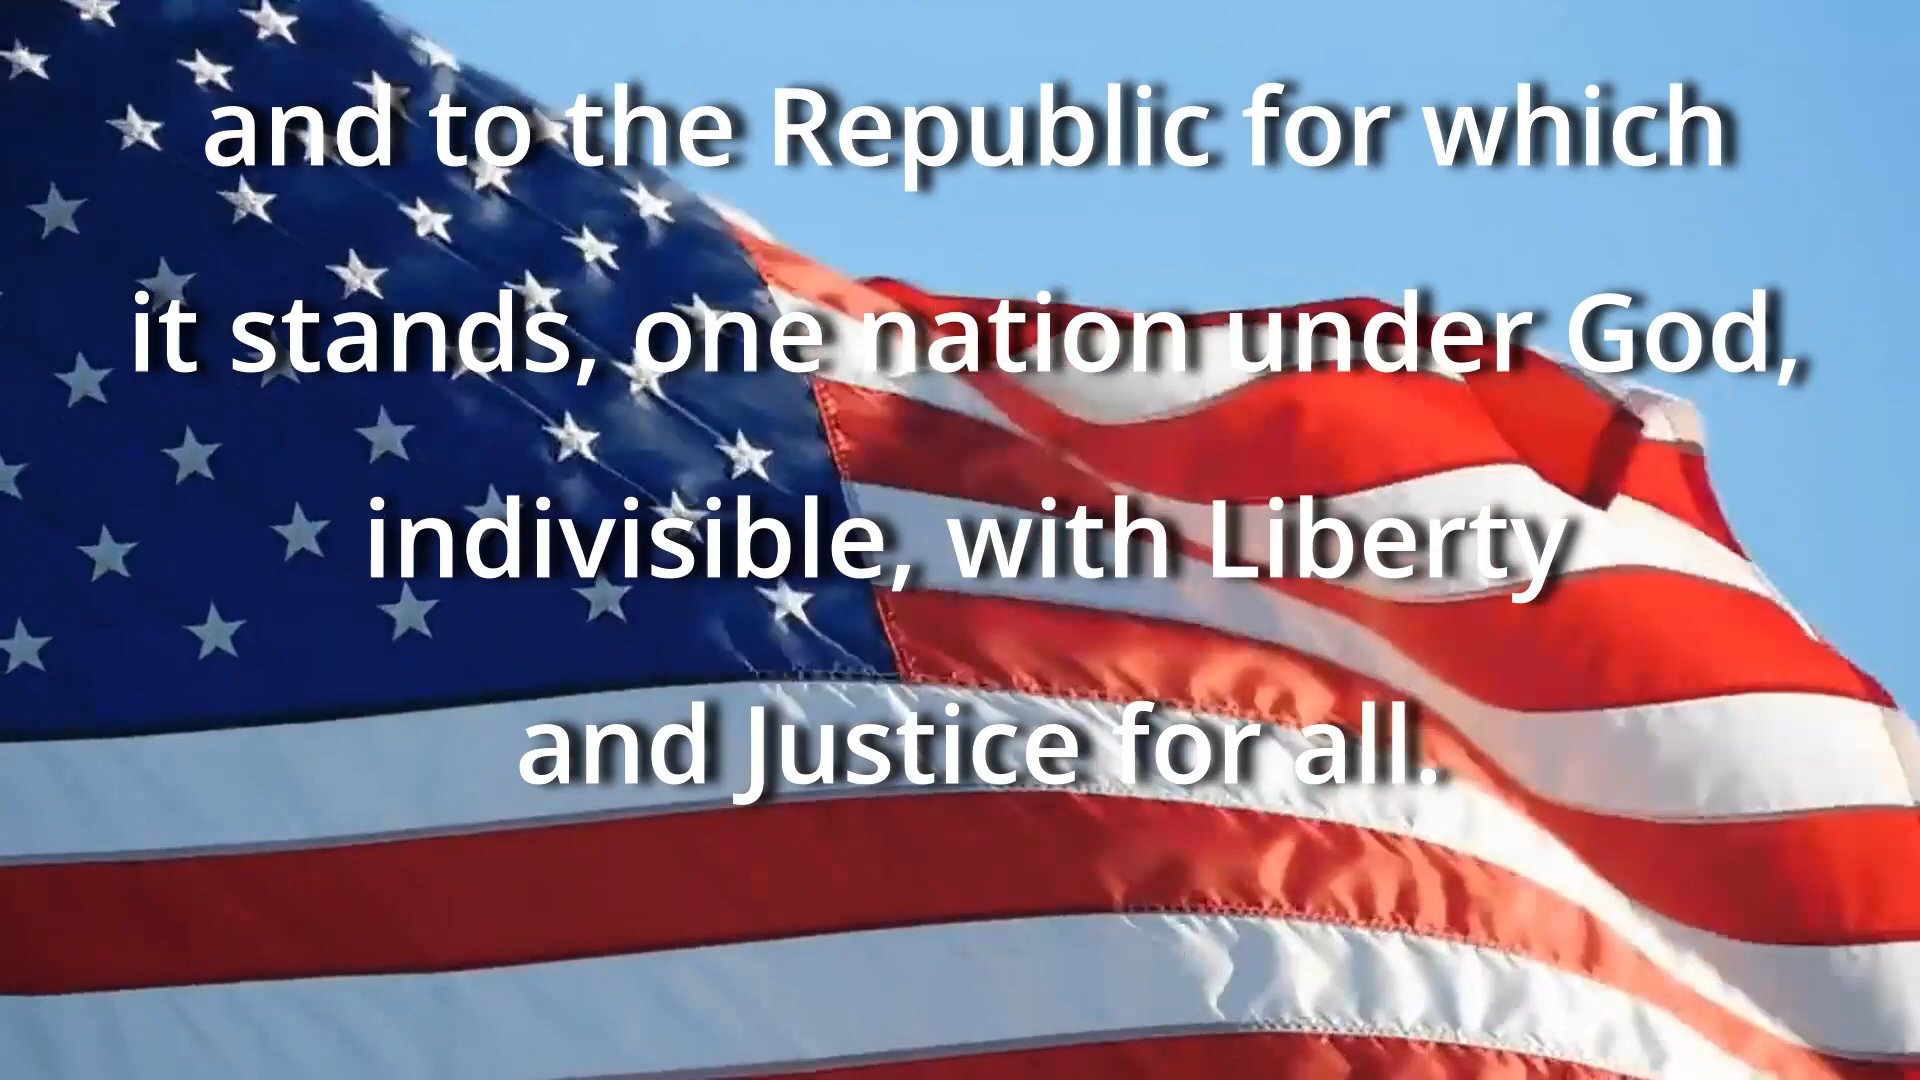 and to the Republic for which
it stands, one nation under God,
indivisible, with Liberty
and Justice for all.